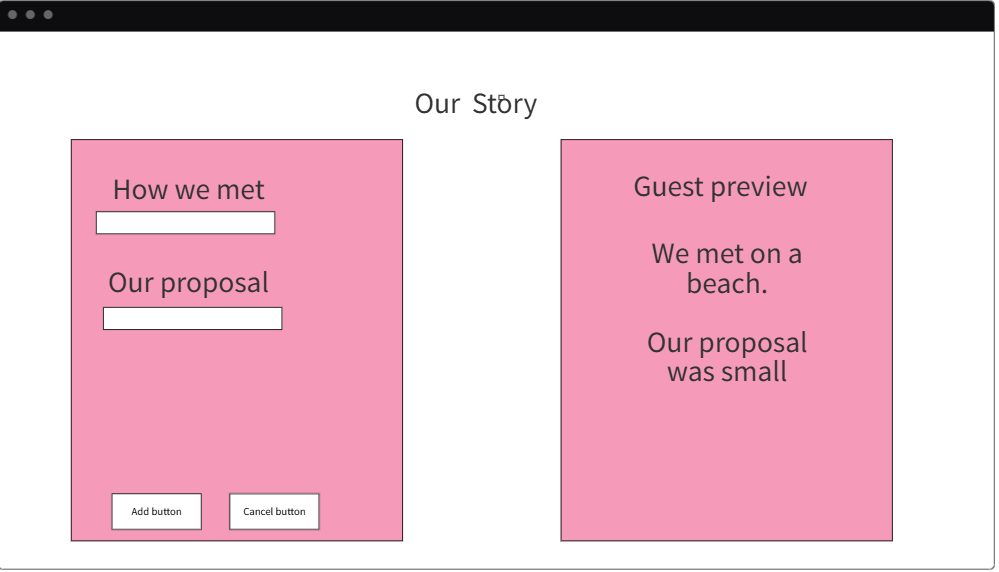 Our Story
How we met
Our proposal
Add button
Cancel button
Guest preview
We met on a
beach.
Our proposal
was small